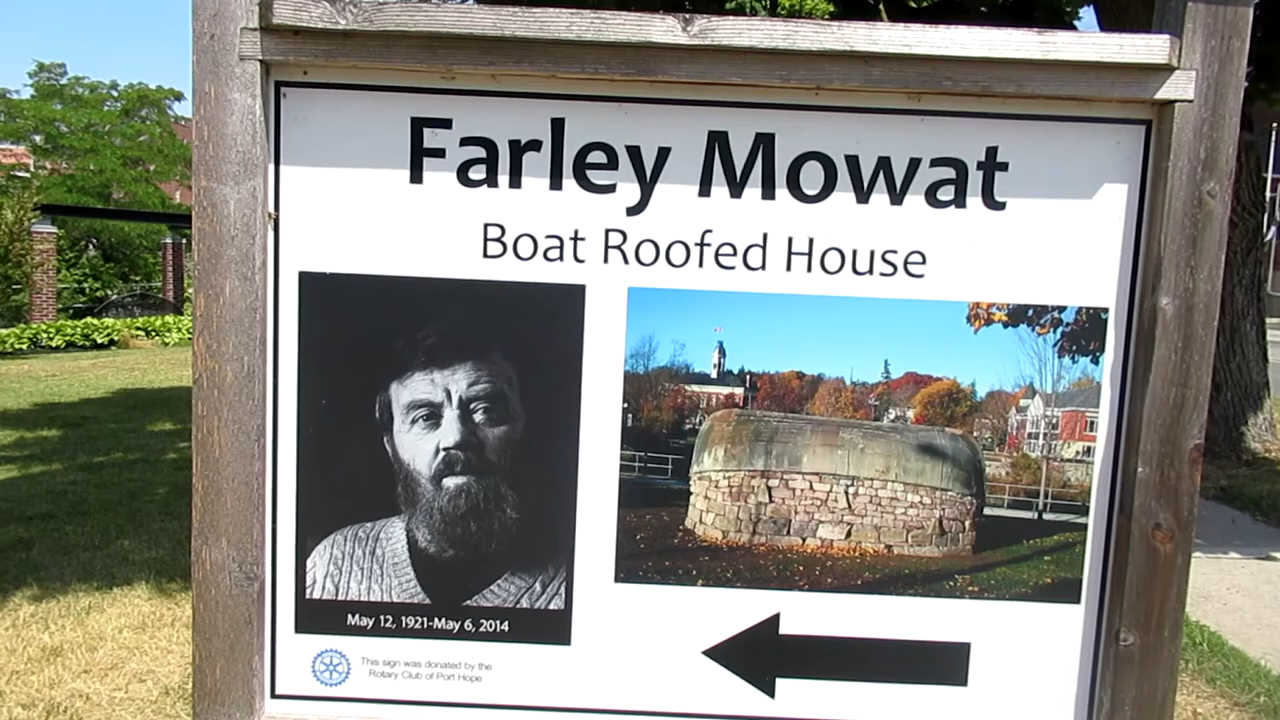 Farley Mowat
Boat Roofed House
May 12, 1921-May 6, 2014
This sign was donated by the
Rotary Club of Port Hope